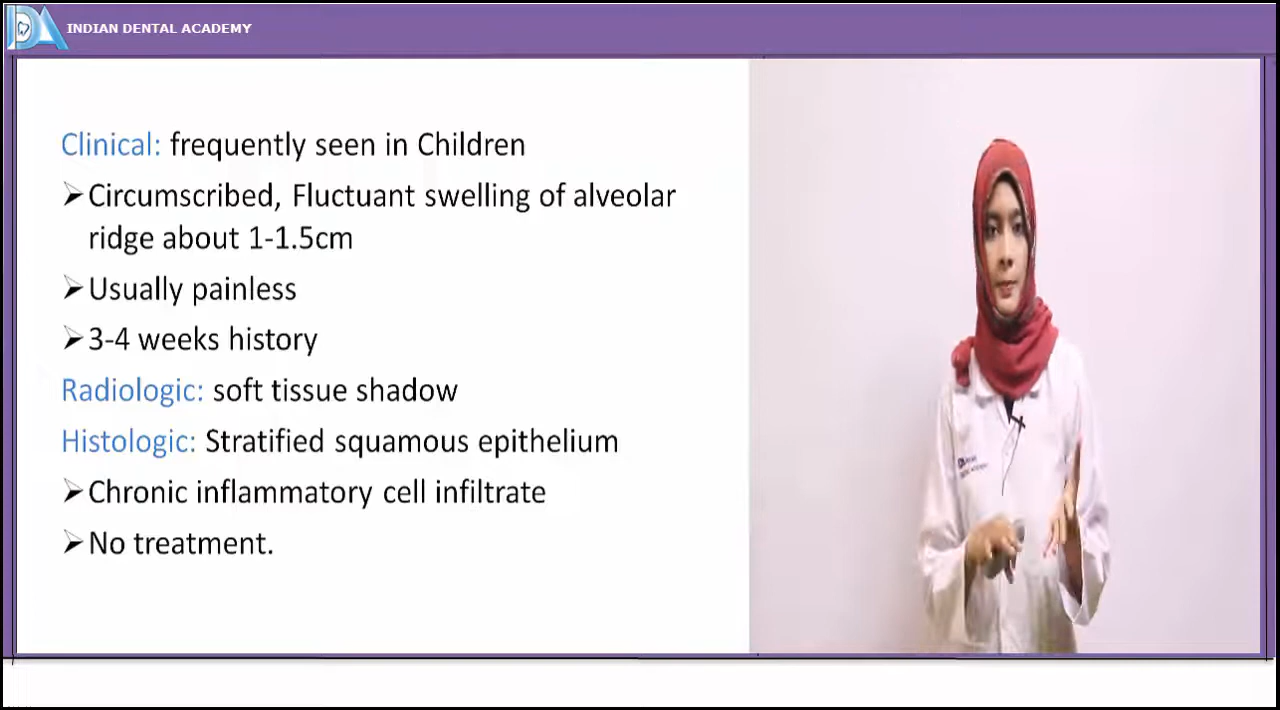 INDIAN DENTAL ACADEMY
Clinical: frequently seen in Children
➢Circumscribed, Fluctuant swelling of alveolar
ridge about 1-1.5cm
➢Usually painless
➢3-4 weeks history
Radiologic: soft tissue shadow
Histologic: Stratified squamous epithelium
➢Chronic inflammatory cell infiltrate
➢No treatment.